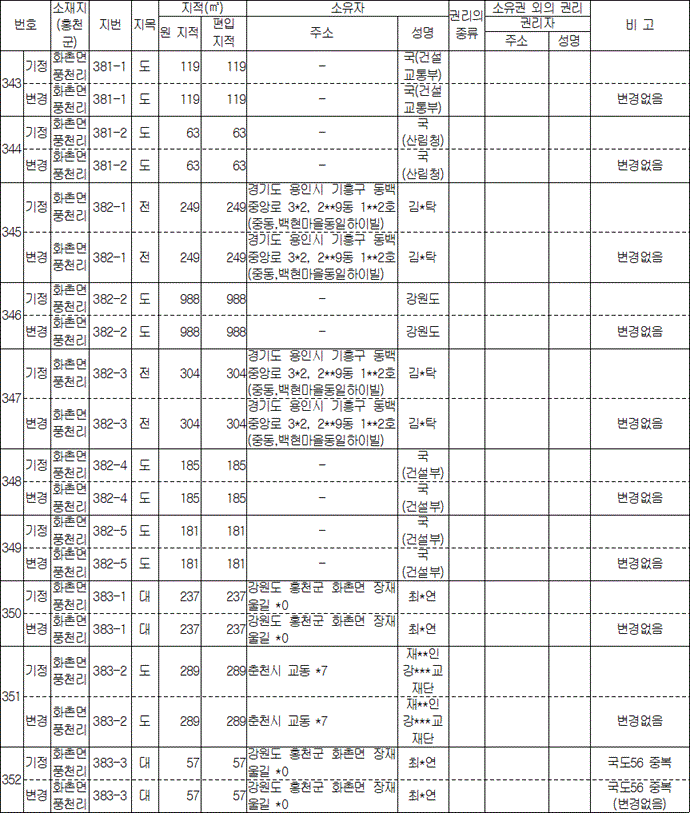 번호 소재지(홍천군) 지번 지목 지적(㎡) 소유자 권리의 종류 소유권 외의 권리 비 고
원 지적 편입 지적 주소 성명 권리자
주소 성명
343 기정 화촌면 풍천리 381-1 도 119 119 - 국(건설교통부)
변경 화촌면 풍천리 381-1 도 119 119 - 국(건설교통부) 변경없음
344 기정 화촌면 풍천리 381-2 도 63 63 - 국(산림청)
변경 화촌면 풍천리 381-2 도 63 63 - 국(산림청) 변경없음
345 기정 화촌면 풍천리 382-1 전 249 249 경기도 용인시 기흥구 동백중앙로 3*2, 2**9동 1**2호(중동,백현마을동일하이빌) 김*탁
변경 화촌면 풍천리 382-1 전 249 249 경기도 용인시 기흥구 동백중앙로 3*2, 2**9동 1**2호(중동,백현마을동일하이빌) 김*탁 변경없음
346 기정 화촌면 풍천리 382-2 도 988 988 - 강원도
변경 화촌면 풍천리 382-2 도 988 988 - 강원도 변경없음
347 기정 화촌면 풍천리 382-3 전 304 304 경기도 용인시 기흥구 동백중앙로 3*2, 2**9동 1**2호(중동,백현마을동일하이빌) 김*탁
변경 화촌면 풍천리 382-3 전 304 304 경기도 용인시 기흥구 동백중앙로 3*2, 2**9동 1**2호(중동,백현마을동일하이빌) 김*탁 변경없음
348 기정 화촌면 풍천리 382-4 도 185 185 - 국(건설부)
변경 화촌면 풍천리 382-4 도 185 185 - 국(건설부) 변경없음
349 기정 화촌면 풍천리 382-5 도 181 181 - 국(건설부)
변경 화촌면 풍천리 382-5 도 181 181 - 국(건설부) 변경없음
350 기정 화촌면 풍천리 383-1 대 237 237 강원도 홍천군 화촌면 장재울길 *0 최*연
변경 화촌면 풍천리 383-1 대 237 237 강원도 홍천군 화촌면 장재울길 *0 최*연 변경없음
351 기정 화촌면 풍천리 383-2 도 289 289 춘천시 교동 *7 재**인 강***교 재단
변경 화촌면 풍천리 383-2 도 289 289 춘천시 교동 *7 재**인 강***교 재단 변경없음
352 기정 화촌면 풍천리 383-3 대 57 57 강원도 홍천군 화촌면 장재울길 *0 최*연 국도56 중복
변경 화촌면 풍천리 383-3 대 57 57 강원도 홍천군 화촌면 장재울길 *0 최*연 국도56 중복(변경없음)